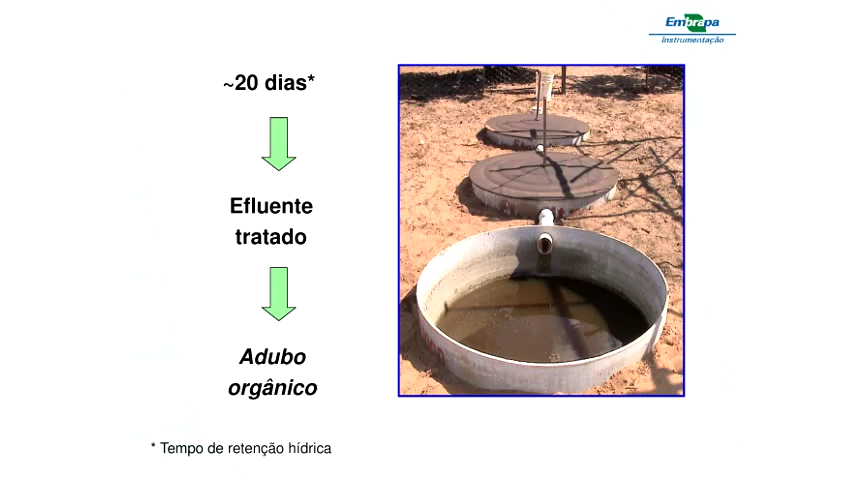 Embrapa
Instrumentação
~20 dias*
Efluente
tratado
Adubo
orgânico
* Tempo de retenção hídrica